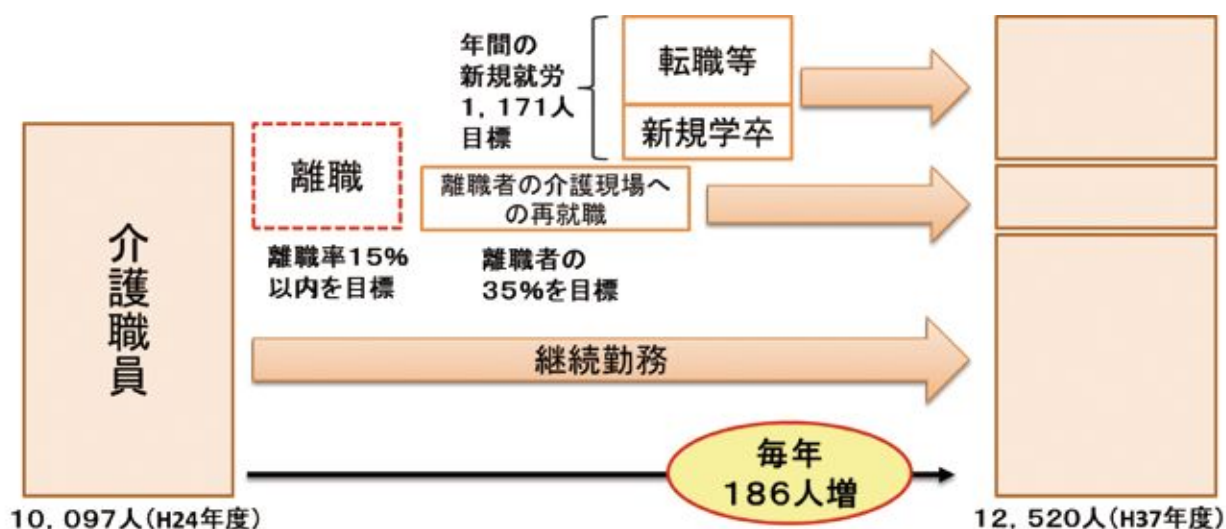 年間の
新規就労
1，171人
目標
転職等
新規学卒
離職
離職者の介護現場へ
の再就職
介護職員
離職率15%
以内を目標
離職者の
35%を目標
継続勤務
毎年
186人増
10，097人(H24年度)
12，520人(H37年度)